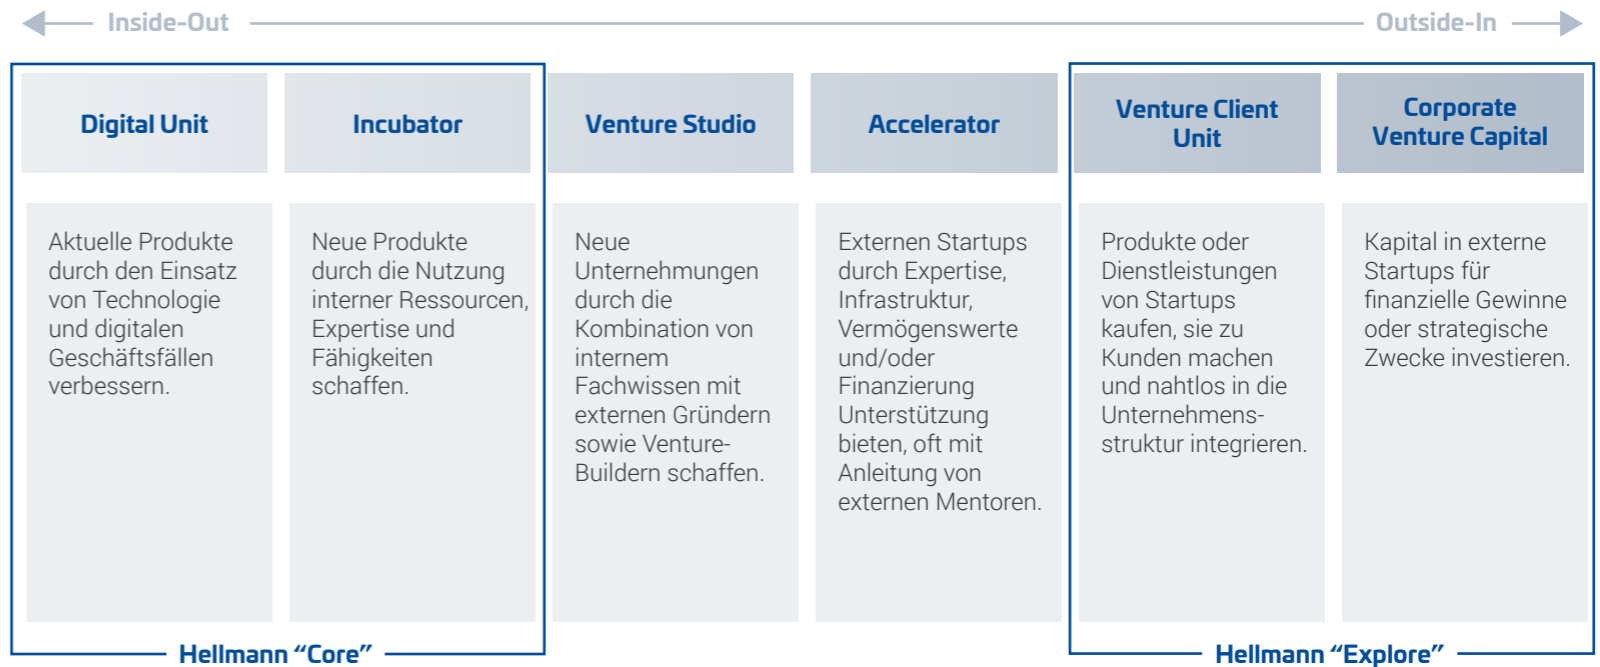 Inside-Out
Outside-In
Digital Unit
Incubator
Venture Studio
Accelerator
Venture Client
Unit
Corporate
Venture Capital
Aktuelle Produkte
durch den Einsatz
von Technologie
und digitalen
Geschäftsfällen
verbessern.
Neue Produkte
durch die Nutzung
interner Ressourcen,
Expertise und
Fähigkeiten
schaffen.
Neue
Unternehmungen
durch die
Kombination von
internem
Fachwissen mit
externen Gründern
sowie Venture-
Buildern schaffen.
Externen Startups
durch Expertise,
Infrastruktur,
Vermögenswerte
und/oder
Finanzierung
Unterstützung
bieten, oft mit
Anleitung von
externen Mentoren.
Produkte oder
Dienstleistungen
von Startups
kaufen, sie zu
Kunden machen
und nahtlos in die
Unternehmens-
struktur integrieren.
Kapital in externe
Startups für
finanzielle Gewinne
oder strategische
Zwecke investieren.
Hellmann “Core”
Hellmann “Explore”